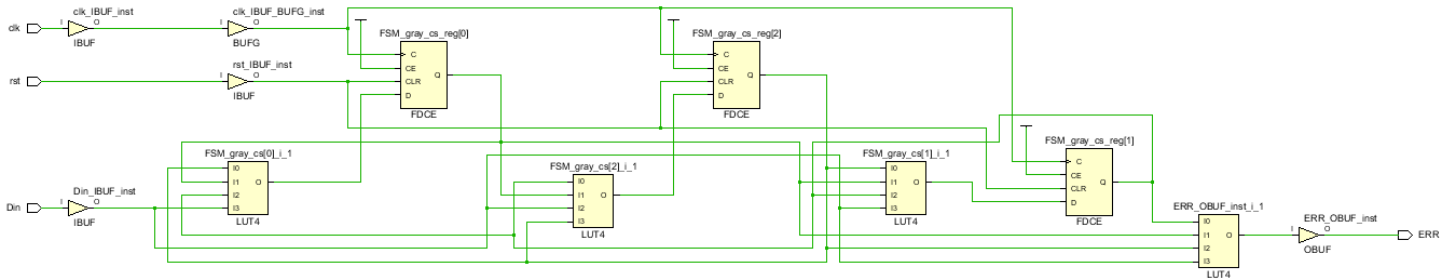 clk
clk_IBUF_inst
I
O
IBUF
clk_IBUF_BUFG_inst
I
O
BUFG
rst
rst_IBUF_inst
I
O
IBUF
FSM_gray_cs_reg[0]
C
CE
CLR
D
Q
FDCE
FSM_gray_cs_reg[2]
C
CE
CLR
D
Q
FDCE
FSM_gray_cs_reg[1]
C
CE
CLR
D
Q
FDCE
Din
Din_IBUF_inst
I
O
IBUF
FSM_gray_cs[0]_i_1
I0
I1
I2
I3
O
LUT4
FSM_gray_cs[2]_i_1
I0
I1
I2
I3
O
LUT4
FSM_gray_cs[1]_i_1
I0
I1
I2
I3
O
LUT4
ERR_OBUF_inst_i_1
I0
I1
I2
I3
O
LUT4
ERR_OBUF_inst
I
O
OBUF
ERR